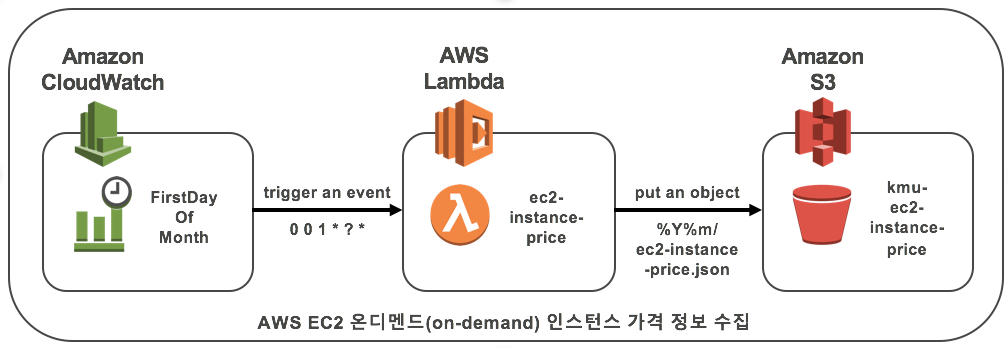 Amazon
CloudWatch
AWS
Lambda
Amazon
S3
FirstDay
Of
Month
trigger an event
0 0 1 * ? *
ec2-
instance-
price
put an object
%Y%m/
ec2-instance
-price.json
kmu-
ec2-
instance-
price
AWS EC2 온디멘드(on-demand) 인스턴스 가격 정보 수집